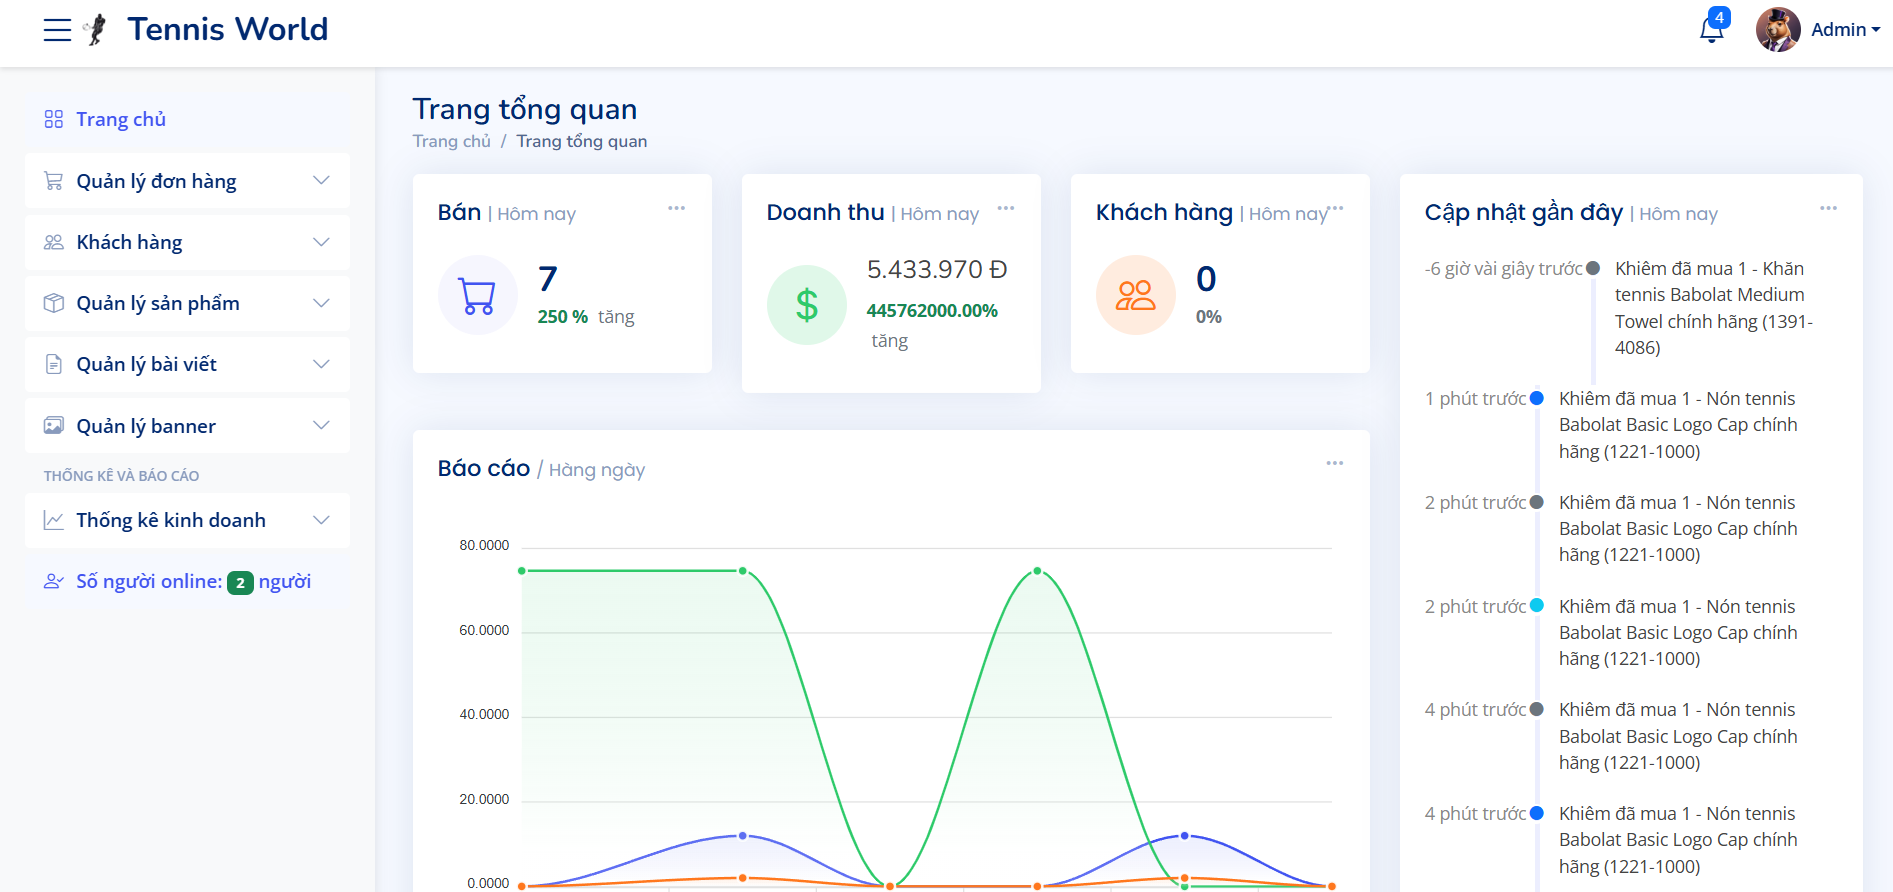 Tennis World
4
Admin
Trang chủ
Quản lý đơn hàng
Khách hàng
Quản lý sản phẩm
Quản lý bài viết
Quản lý banner
THỐNG KÊ VÀ BÁO CÁO
Thống kê kinh doanh
Số người online: 2 người
Trang tổng quan
Trang chủ / Trang tổng quan
Bán | Hôm nay
7
250 % tăng
Doanh thu | Hôm nay
$
5.433.970 Đ
445762000.00%
tăng
Khách hàng | Hôm nay
0
0%
Báo cáo / Hàng ngày
80.0000
60.0000
40.0000
20.0000
0.0000
Cập nhật gần đây | Hôm nay
-6 giờ vài giây trước Khiêm đã mua 1 - Khăn
tennis Babolat Medium
Towel chính hãng (1391-
4086)
1 phút trước Khiêm đã mua 1 - Nón tennis
Babolat Basic Logo Cap chính
hãng (1221-1000)
2 phút trước Khiêm đã mua 1 - Nón tennis
Babolat Basic Logo Cap chính
hãng (1221-1000)
2 phút trước Khiêm đã mua 1 - Nón tennis
Babolat Basic Logo Cap chính
hãng (1221-1000)
4 phút trước Khiêm đã mua 1 - Nón tennis
Babolat Basic Logo Cap chính
hãng (1221-1000)
4 phút trước Khiêm đã mua 1 - Nón tennis
Babolat Basic Logo Cap chính
hãng (1221-1000)